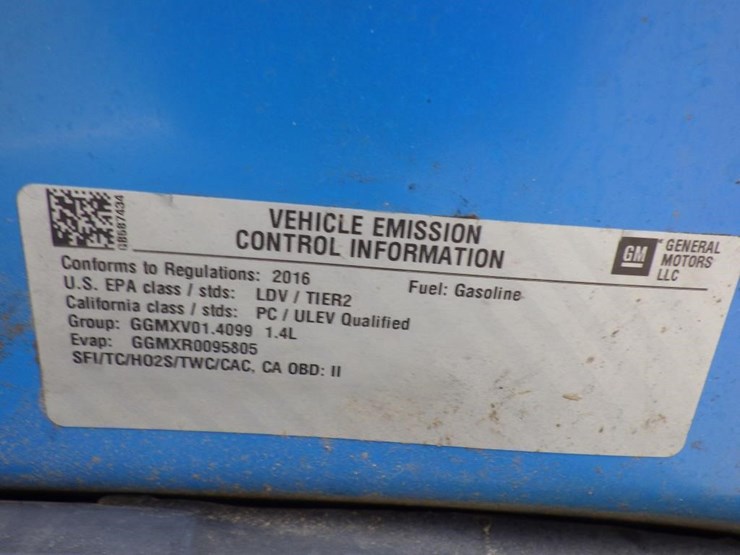 GB687434
VEHICLE EMISSION
CONTROL INFORMATION
GM
GENERAL
MOTORS
LLC
Conforms to Regulations: 2016 Fuel: Gasoline
U.S. EPA class / stds: LDV / TIER2
California class / stds: PC / ULEV Qualified
Group: GGMXV01.4099 1.4L
Evap: GGMXR0095805
SFI/TC/HO2S/TWC/CAC, CA OBD: II